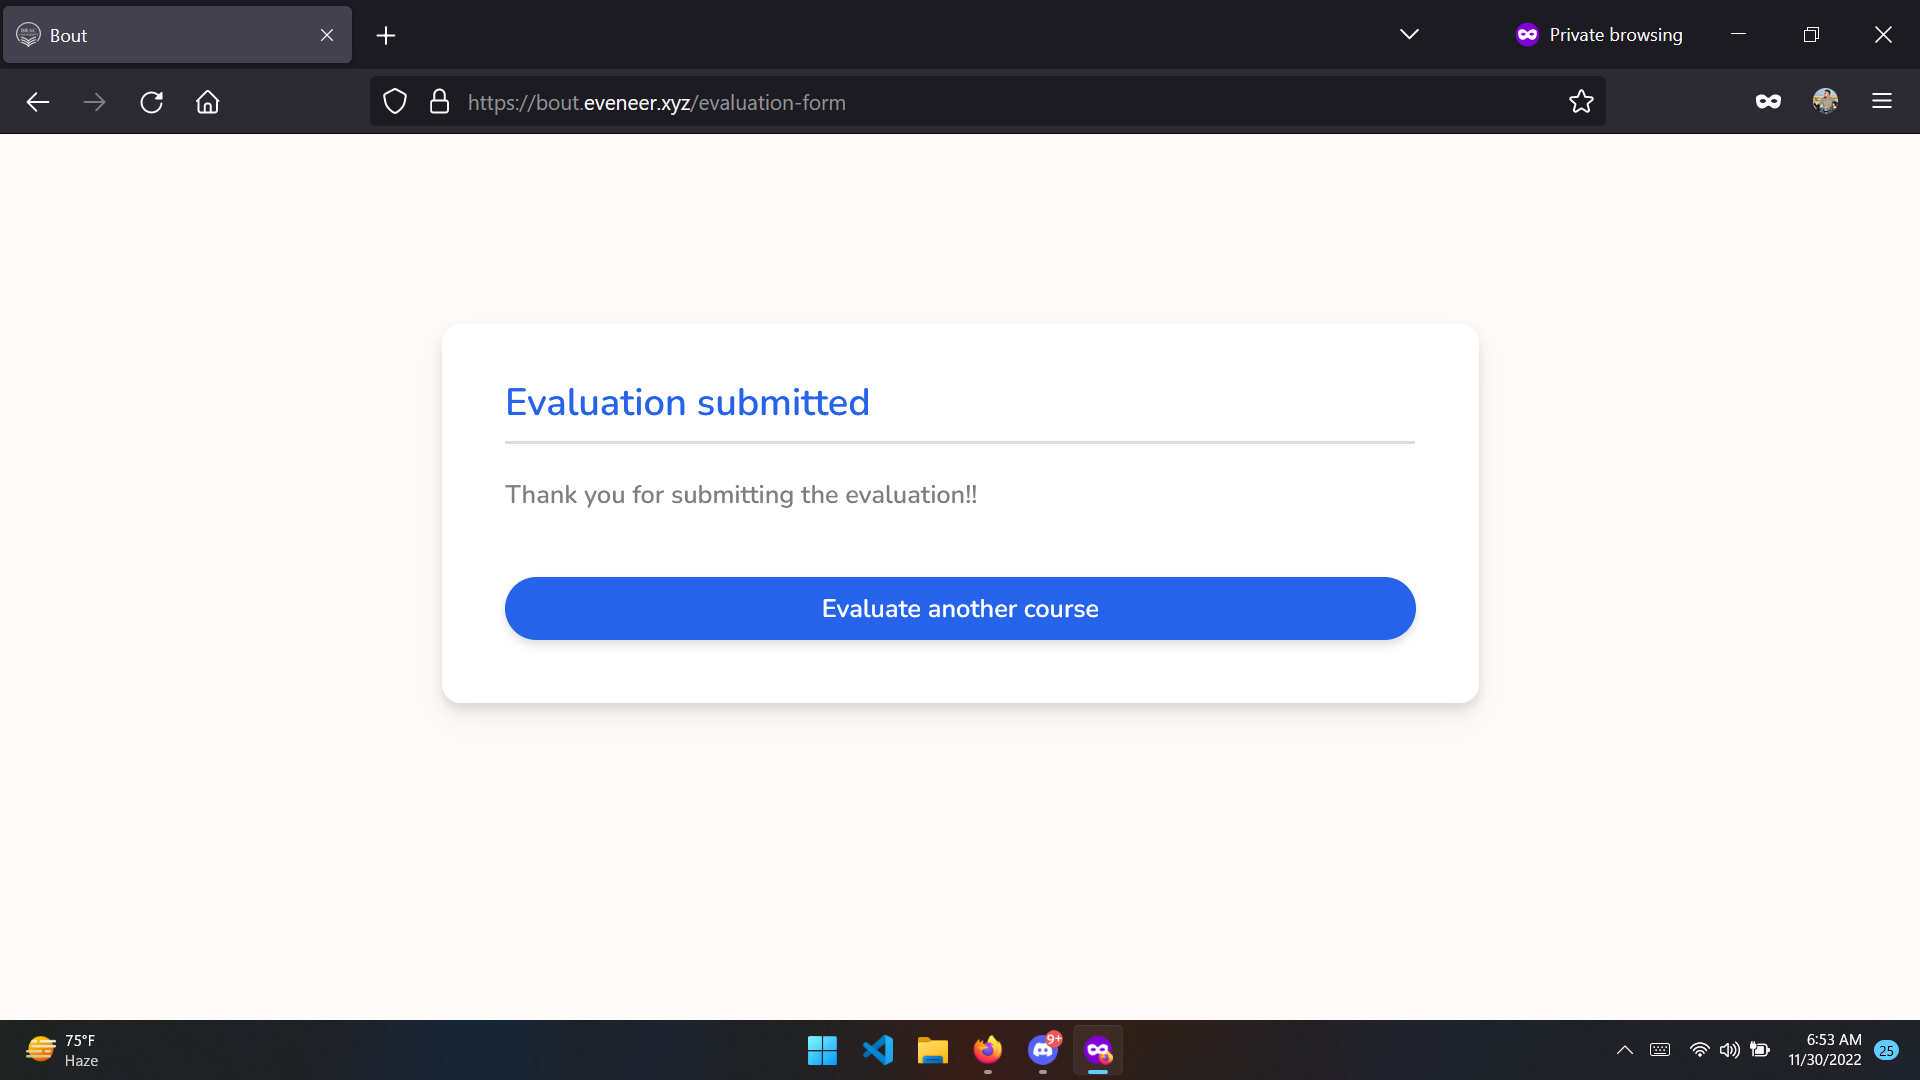 Bout
Private browsing
https://bout.eveneer.xyz/evaluation-form
Evaluation submitted
Thank you for submitting the evaluation!!
Evaluate another course
75°F
Haze
9+
6:53 AM
11/30/2022
25